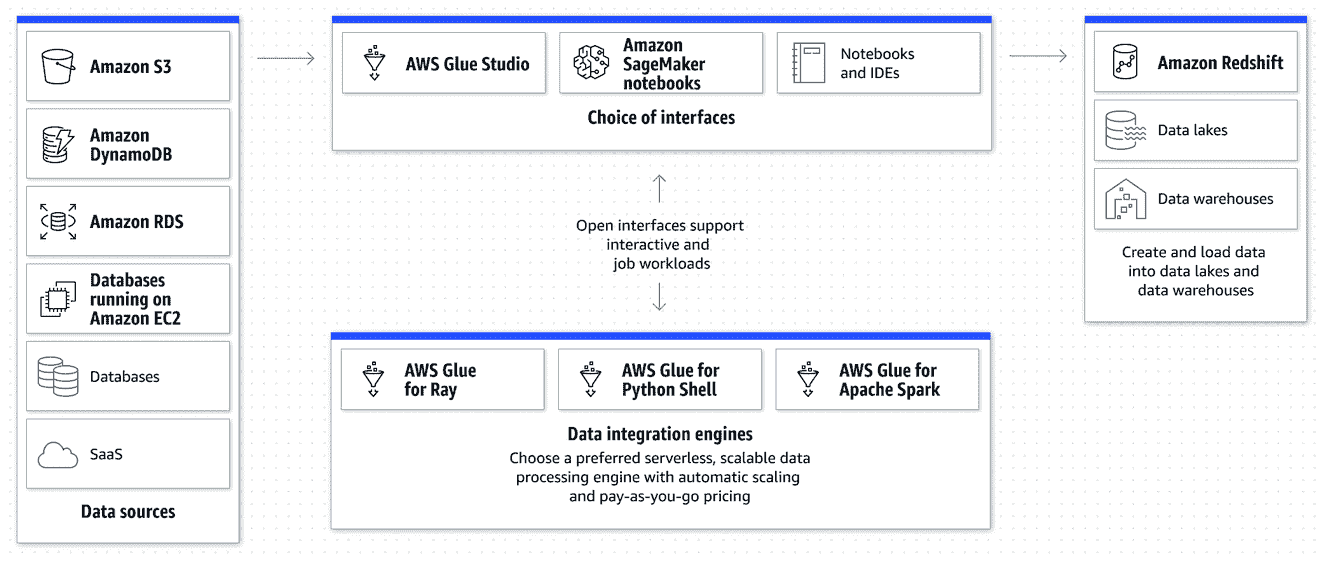 Amazon S3
Amazon
DynamoDB
Amazon RDS
Databases
running on
Amazon EC2
Databases
SaaS
Data sources
AWS Glue Studio
Amazon
SageMaker
notebooks
Notebooks
and IDEs
Choice of interfaces
Open interfaces support
interactive and
job workloads
AWS Glue
for Ray
AWS Glue for
Python Shell
AWS Glue for
Apache Spark
Data integration engines
Choose a preferred serverless, scalable data
processing engine with automatic scaling
and pay-as-you-go pricing
Amazon Redshift
Data lakes
Data warehouses
Create and load data
into data lakes and
data warehouses